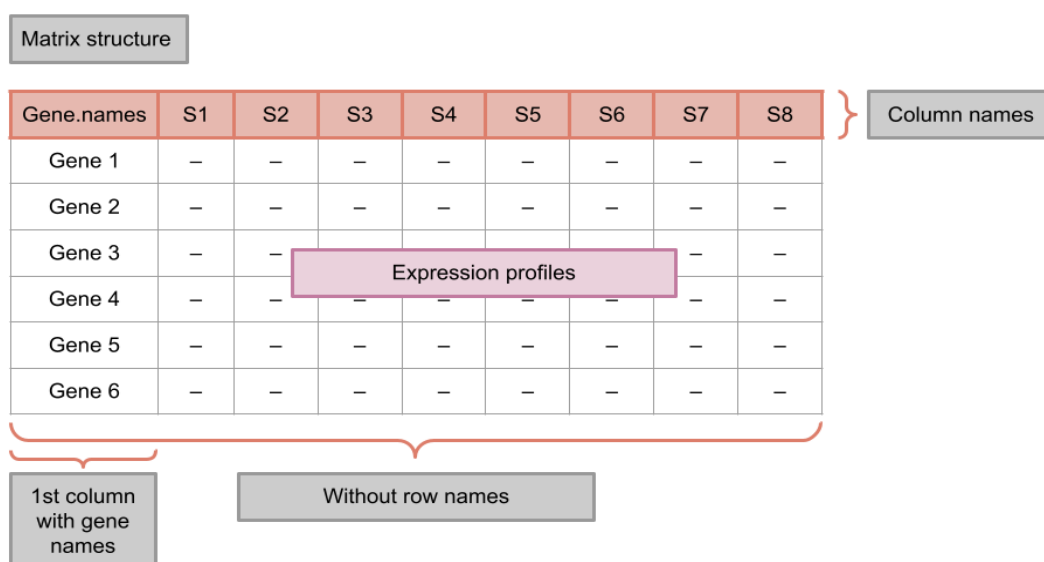 Matrix structure
Gene.names S1 S2 S3 S4 S5 S6 S7 S8
Column names
Gene 1 – – – – – – – –
Gene 2 – – – – – – – –
Gene 3 – – –
Expression profiles
Gene 4 – – – – – – – –
Gene 5 – – – – – – – –
Gene 6 – – – – – – – –
1st column
with gene
names
Without row names